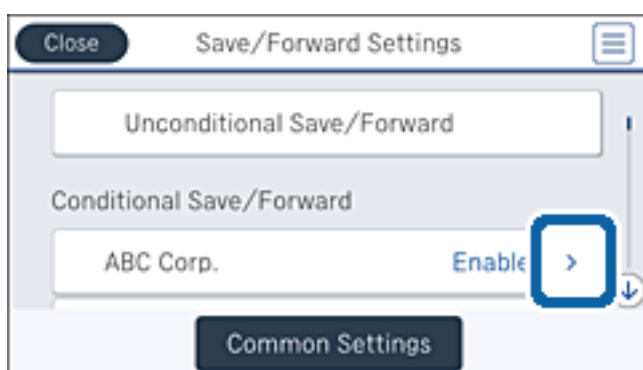 Close Save/Forward Settings
Unconditional Save/Forward
Conditional Save/Forward
ABC Corp. Enable
Common Settings